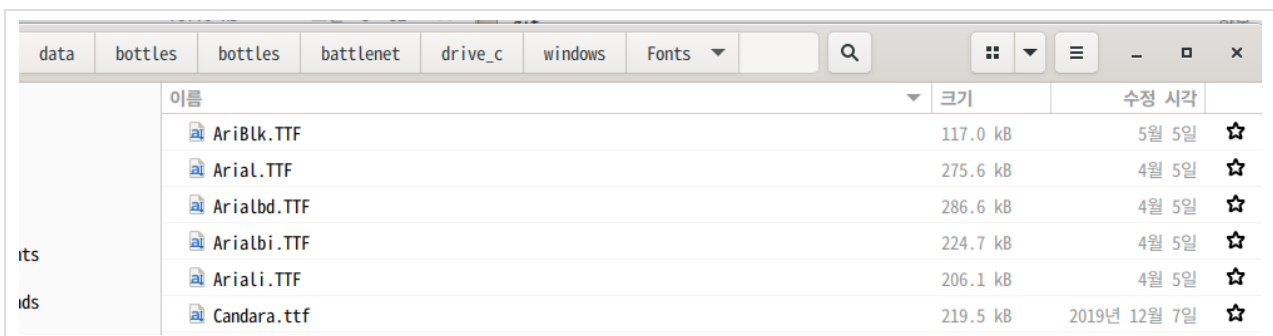 data bottles bottles battlenet drive_c windows Fonts
이름 크기 수정 시각
AriBlk.TTF 117.0 kB 5월 5일
Arial.TTF 275.6 kB 4월 5일
Arialbd.TTF 286.6 kB 4월 5일
Arialbi.TTF 224.7 kB 4월 5일
nts
Ariali.TTF 206.1 kB 4월 5일
nds
Candara.ttf 219.5 kB 2019년 12월 7일